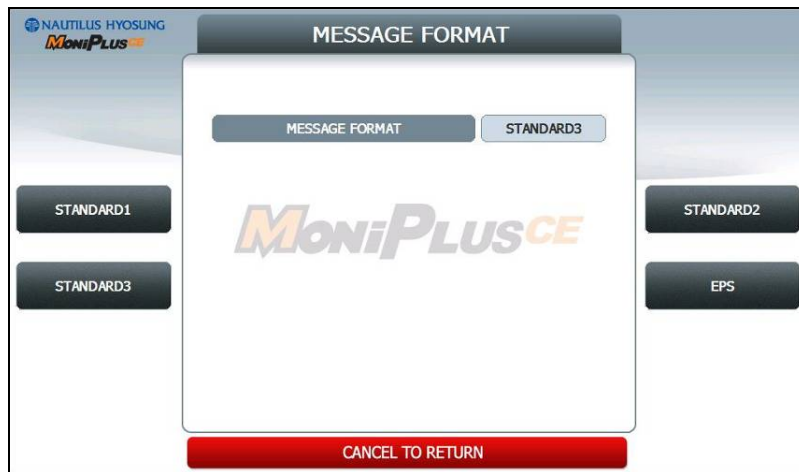 NAUTILUS HYOSUNG
MoniPlusCE
MESSAGE FORMAT
MESSAGE FORMAT STANDARD3
STANDARD1
STANDARD2
MoniPlusCE
STANDARD3
EPS
CANCEL TO RETURN